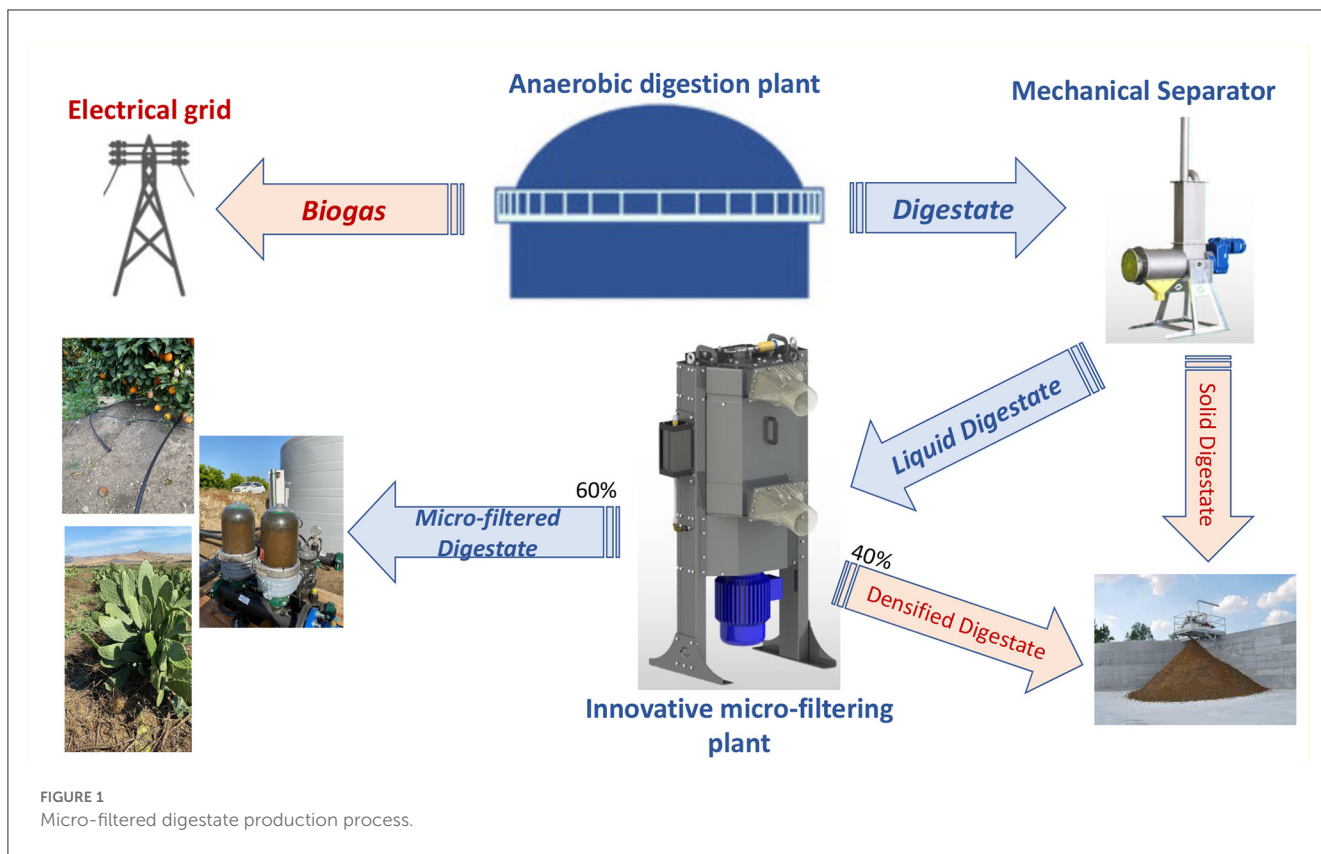 Electrical grid
Anaerobic digestion plant
Mechanical Separator
Biogas
Digestate
Liquid Digestate
Solid Digestate
60%
Micro-filtered
Digestate
40%
Densified Digestate
Innovative micro-filtering
plant
FIGURE 1
Micro-filtered digestate production process.